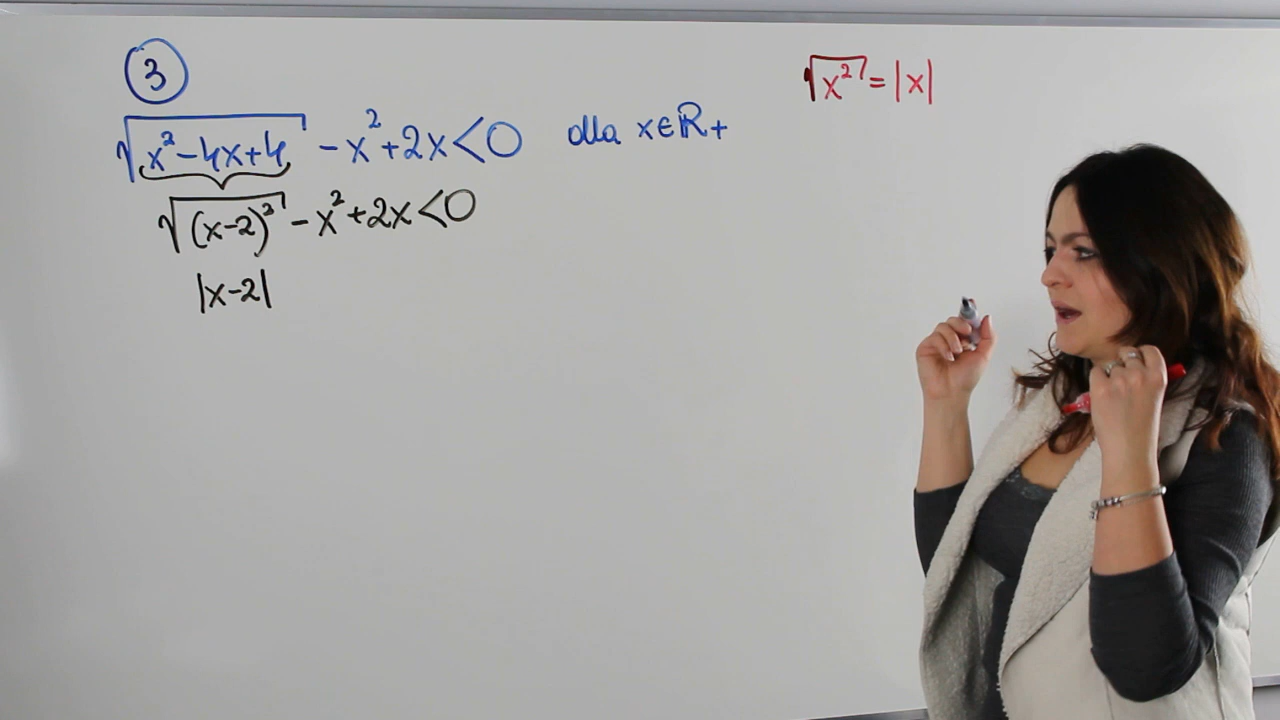 3
√x² = |x|
√x²-4x+4 - x²+2x<0 dla x∈ℝ+
√(x-2)² - x²+2x<0
|x-2|